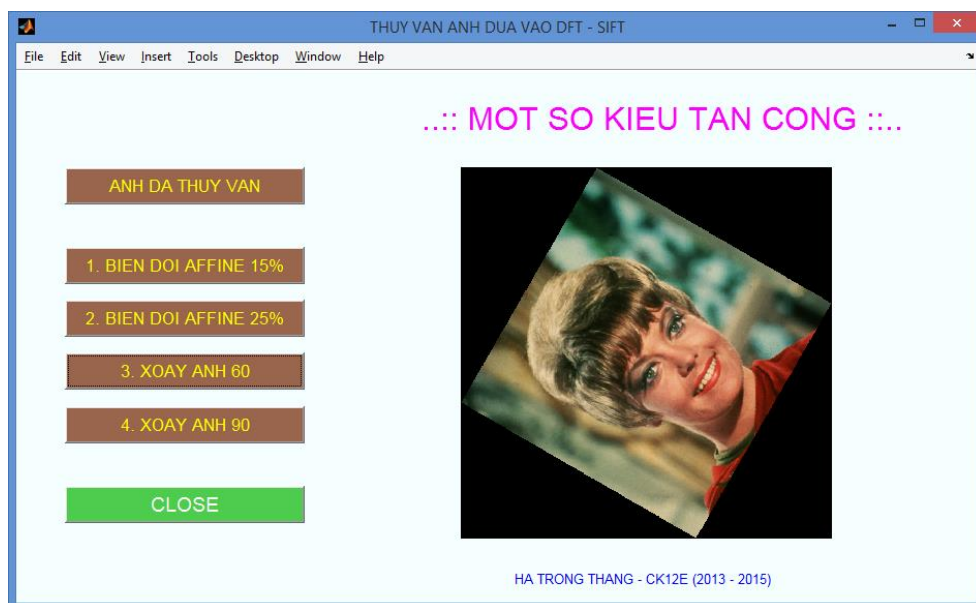 THUY VAN ANH DUA VAO DFT - SIFT
File Edit View Insert Tools Desktop Window Help
..:: MOT SO KIEU TAN CONG ::..
ANH DA THUY VAN
1. BIEN DOI AFFINE 15%
2. BIEN DOI AFFINE 25%
3. XOAY ANH 60
4. XOAY ANH 90
CLOSE
HA TRONG THANG - CK12E (2013 - 2015)